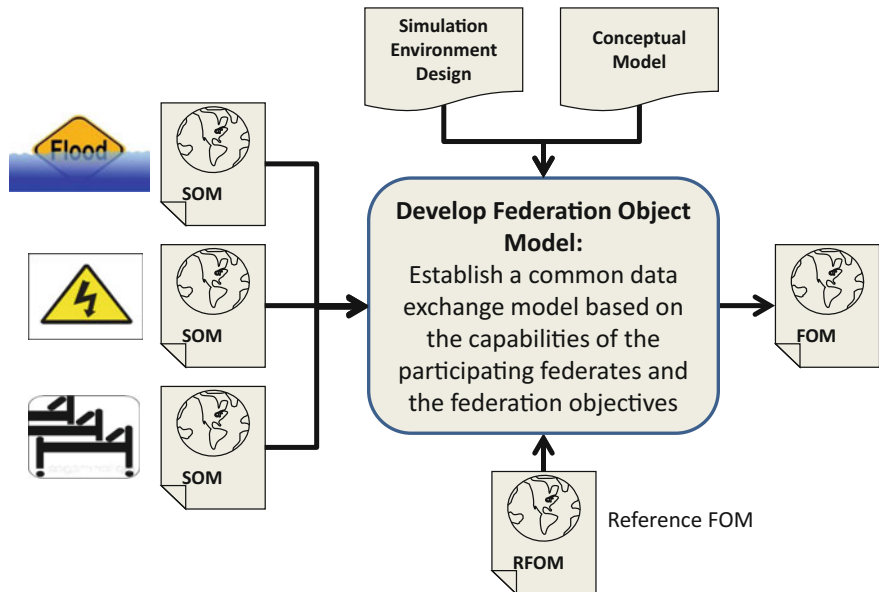 Simulation
Environment
Design
Conceptual
Model
Flood
SOM
SOM
SOM
Develop Federation Object
Model:
Establish a common data
exchange model based on
the capabilities of the
participating federates and
the federation objectives
FOM
RFOM
Reference FOM